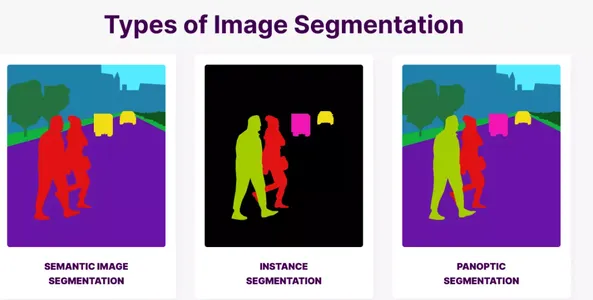 Types of Image Segmentation
SEMANTIC IMAGE
SEGMENTATION
INSTANCE
SEGMENTATION
PANOPTIC
SEGMENTATION